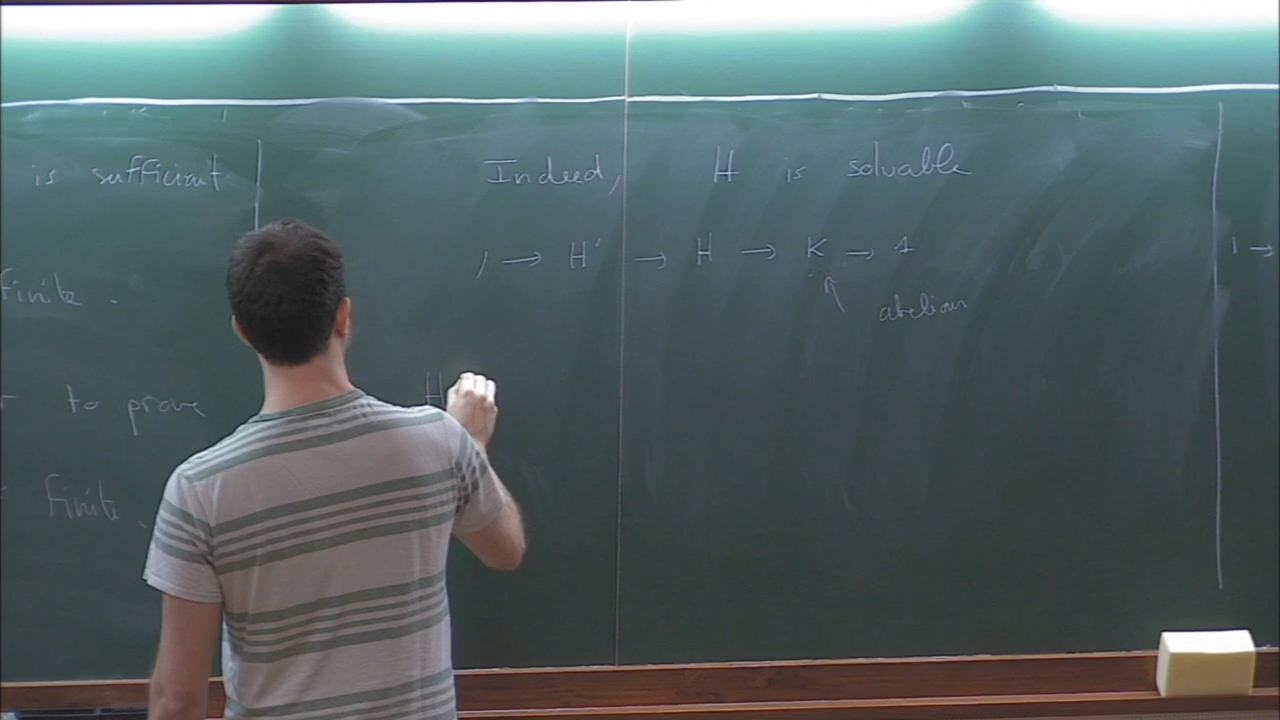 is sufficient
finite.
to prove
finite.
Indeed, H is solvable
1 → H' → H → K → 1
↑ abelian
H
1 →